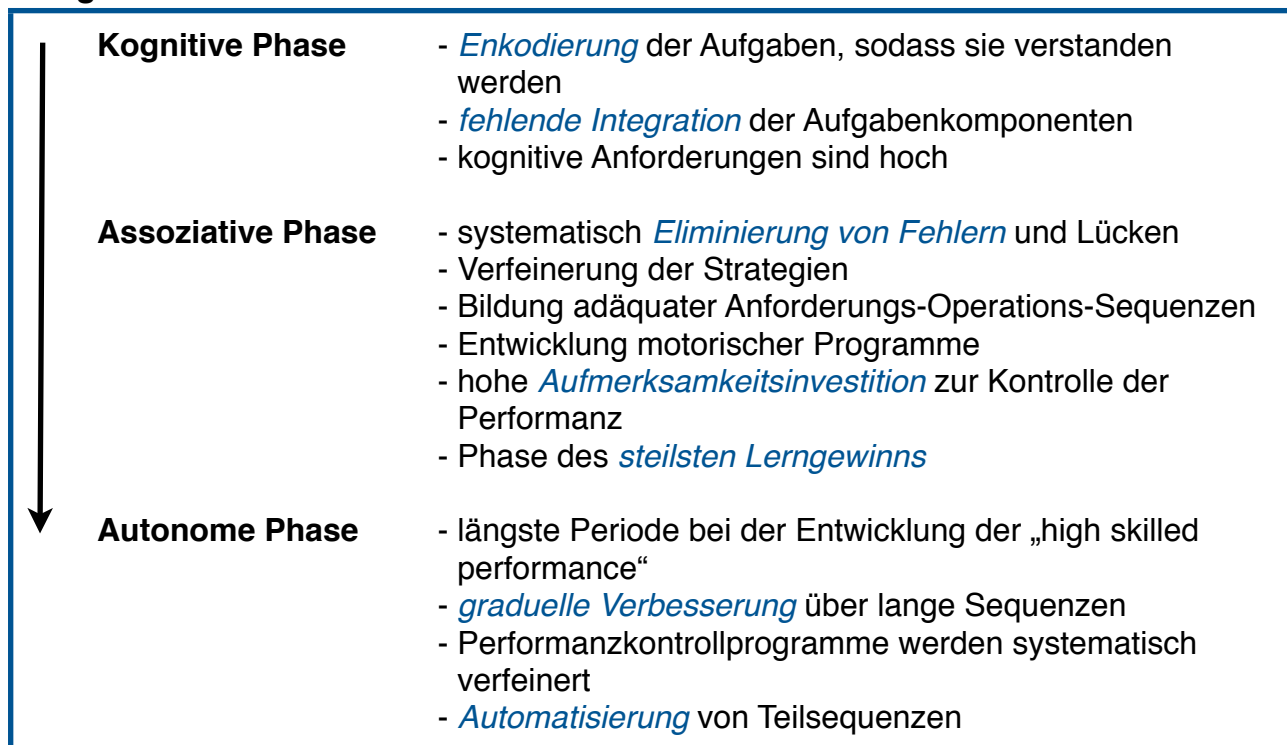 Kognitive Phase - Enkodierung der Aufgaben, sodass sie verstanden
werden
- fehlende Integration der Aufgabenkomponenten
- kognitive Anforderungen sind hoch
Assoziative Phase - systematisch Eliminierung von Fehlern und Lücken
- Verfeinerung der Strategien
- Bildung adäquater Anforderungs-Operations-Sequenzen
- Entwicklung motorischer Programme
- hohe Aufmerksamkeitsinvestition zur Kontrolle der
Performanz
- Phase des steilsten Lerngewinns
Autonome Phase - längste Periode bei der Entwicklung der „high skilled
performance“
- graduelle Verbesserung über lange Sequenzen
- Performanzkontrollprogramme werden systematisch
verfeinert
- Automatisierung von Teilsequenzen